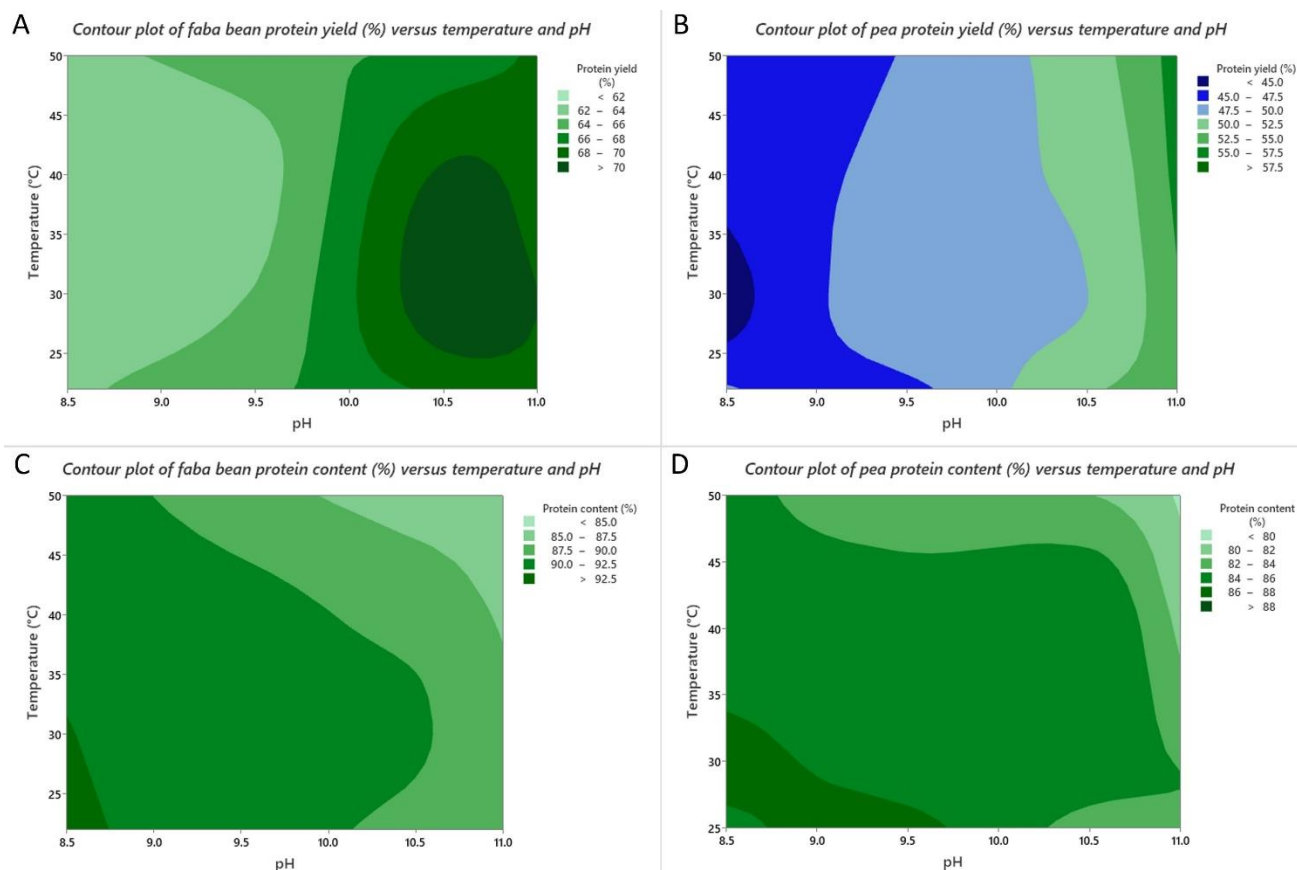 A
Contour plot of faba bean protein yield (%) versus temperature and pH
Temperature (°C)
50
45
40
35
30
25
8.5 9.0 9.5 10.0 10.5 11.0
pH
Protein yield
(%)
< 62
62 – 64
64 – 66
66 – 68
68 – 70
> 70
B
Contour plot of pea protein yield (%) versus temperature and pH
Temperature (°C)
50
45
40
35
30
25
8.5 9.0 9.5 10.0 10.5 11.0
pH
Protein yield (%)
< 45.0
45.0 – 47.5
47.5 – 50.0
50.0 – 52.5
52.5 – 55.0
55.0 – 57.5
> 57.5
C
Contour plot of faba bean protein content (%) versus temperature and pH
Temperature (°C)
50
45
40
35
30
25
8.5 9.0 9.5 10.0 10.5 11.0
pH
Protein content (%)
< 85.0
85.0 – 87.5
87.5 – 90.0
90.0 – 92.5
> 92.5
D
Contour plot of pea protein content (%) versus temperature and pH
Temperature (°C)
50
45
40
35
30
25
8.5 9.0 9.5 10.0 10.5 11.0
pH
Protein content
(%)
< 80
80 – 82
82 – 84
84 – 86
86 – 88
> 88